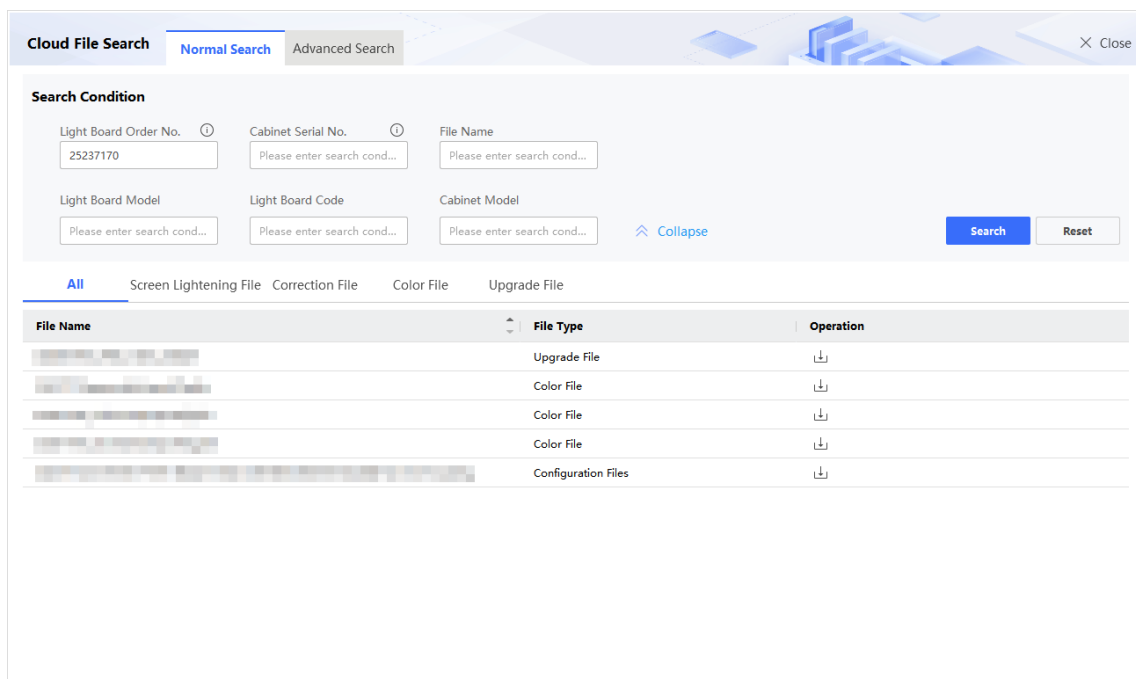 Cloud File Search Normal Search Advanced Search Close
Search Condition
Light Board Order No. Cabinet Serial No. File Name
25237170 Please enter search cond... Please enter search cond...
Light Board Model Light Board Code Cabinet Model
Please enter search cond... Please enter search cond... Please enter search cond... Collapse Search Reset
All Screen Lightening File Correction File Color File Upgrade File
File Name File Type Operation
Upgrade File
Color File
Color File
Color File
Configuration Files